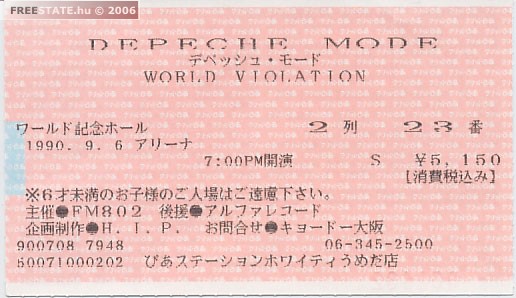 FREESTATE.hu © 2006
DEPECHE MODE
デペッシュ・モード
WORLD VIOLATION
ワールド記念ホール 2列 23番
1990. 9. 6 アリーナ
7:00PM開演 S ¥5,150
[消費税込み]
※6才未満のお子様のご入場はご遠慮下さい。
主催●FM802 後援●アルファレコード
企画制作●H.I.P. お問合せ●キョードー大阪
900708 7948 06-345-2500
60071000202 ぴあステーションホワイティうめだ店